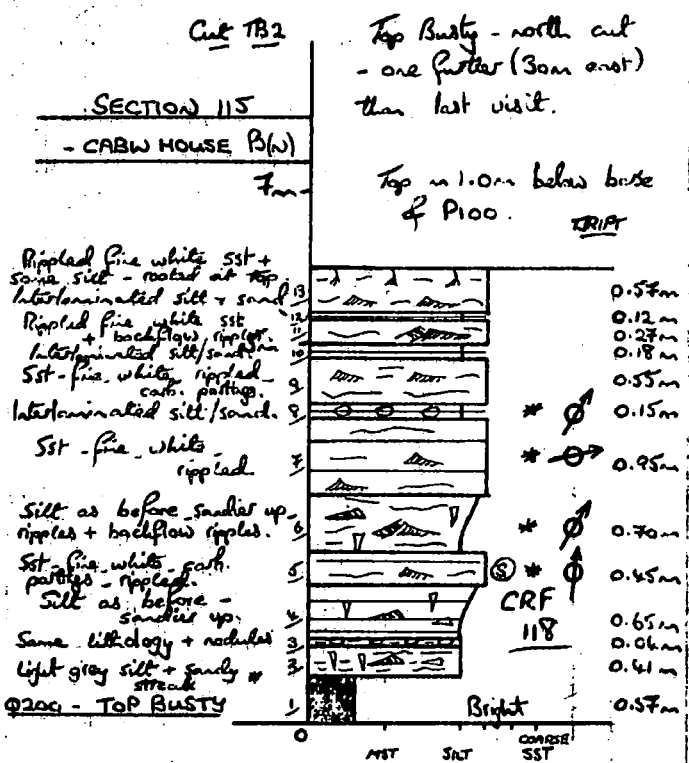 Cut TB2
Top Busty - north cut
- one further (30m east)
than last visit.
SECTION 115
- CABIN HOUSE B(N)
7m
Top ~ 1.0m below base
of P100.
Rippled fine white sst +
some silt - rooted at top.
13
0.57m
Interlaminated silt + sand
12
0.12m
Rippled fine white sst
+ backflow ripples.
11
0.27m
Interlaminated silt/sand
10
0.18m
Sst - fine, white, rippled -
carb. partings.
9
0.55m
Interlaminated silt/sand.
8
*
0.15m
Sst - fine - white -
rippled.
7
*
0.95m
Silt as before - sandier up -
ripples + backflow ripples.
6
*
0.70m
Sst - fine - white - carb.
partings - rippled.
5
S
*
0.45m
CRF
118
Silt as before -
sandier up.
4
0.65m
Same lithology + nodules
3
0.06m
Light grey silt + sandy *
streak
2
0.41m
Q200 - TOP BUSTY
1
Bright
0.57m
0
MST
SILT
COARSE
SST